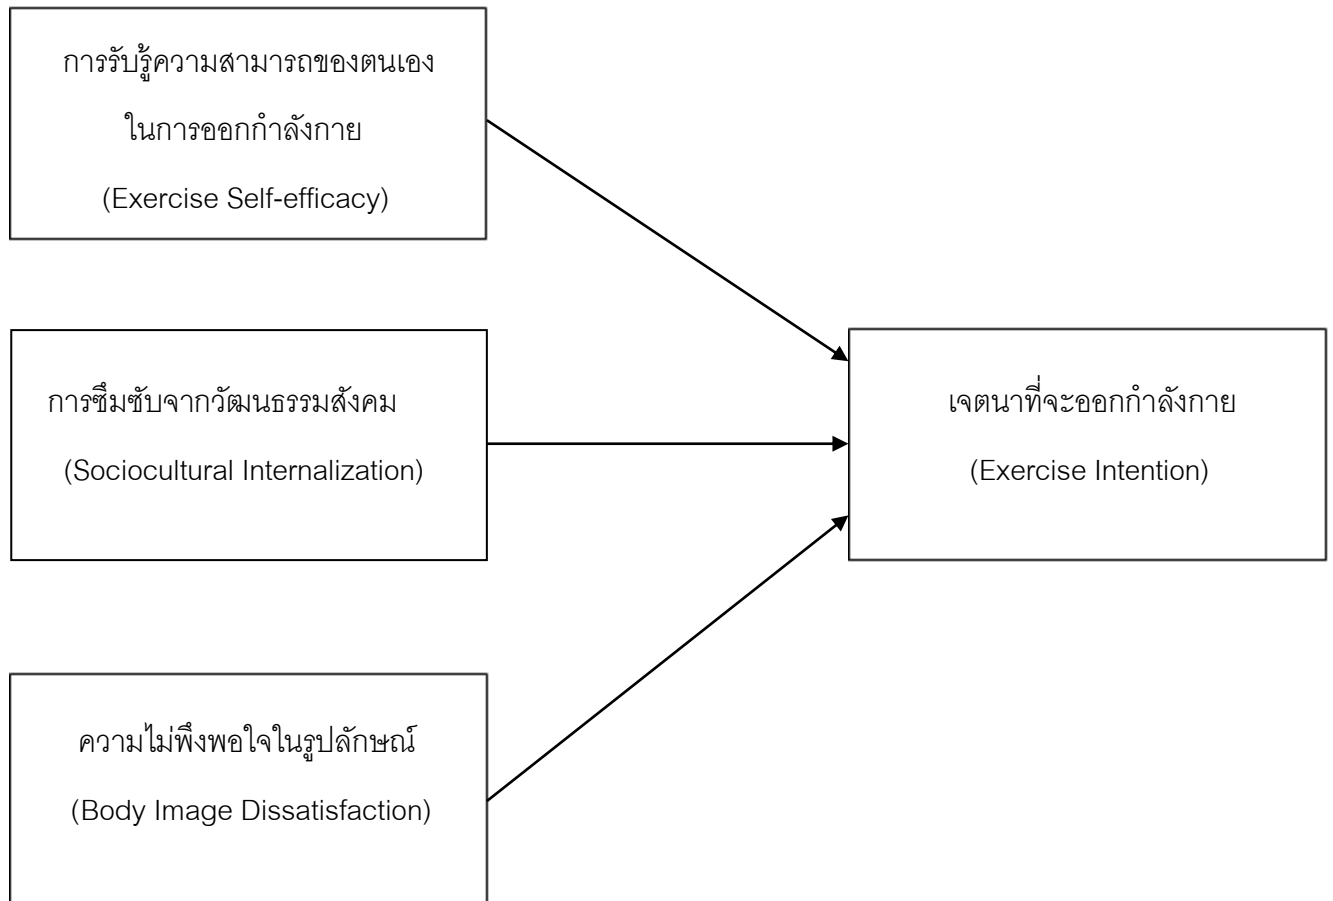 การรับรู้ความสามารถของตนเอง
ในการออกกำลังกาย
(Exercise Self-efficacy)
การซึมซับจากวัฒนธรรมสังคม
(Sociocultural Internalization)
เจตนาที่จะออกกำลังกาย
(Exercise Intention)
ความไม่พึงพอใจในรูปลักษณ์
(Body Image Dissatisfaction)